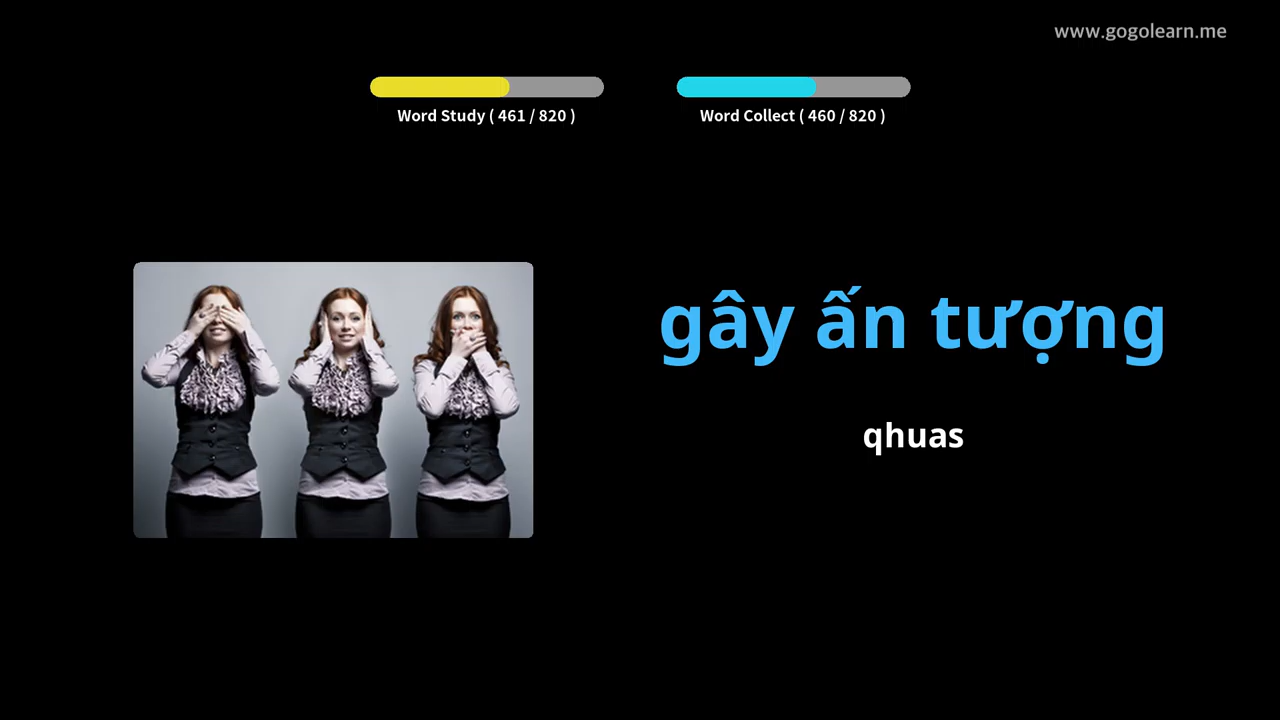 www.gogolearn.me
Word Study ( 461 / 820 )
Word Collect ( 460 / 820 )
gây ấn tượng
qhuas